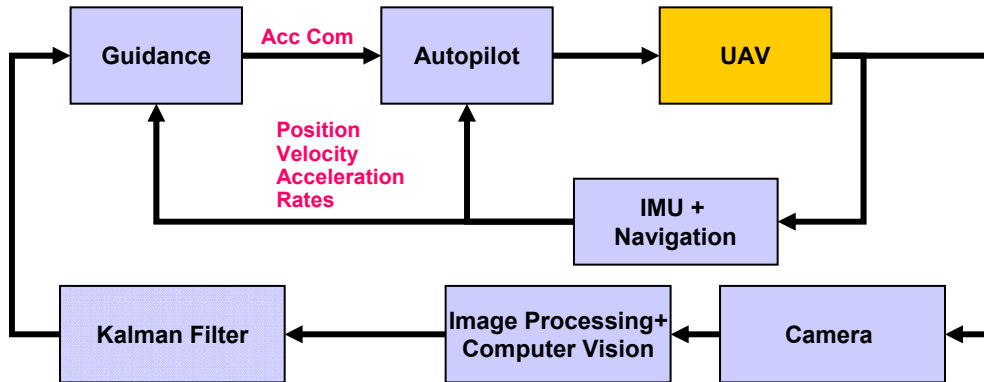 Guidance
Acc Com
Autopilot
UAV
Position
Velocity
Acceleration
Rates
IMU +
Navigation
Kalman Filter
Image Processing+
Computer Vision
Camera